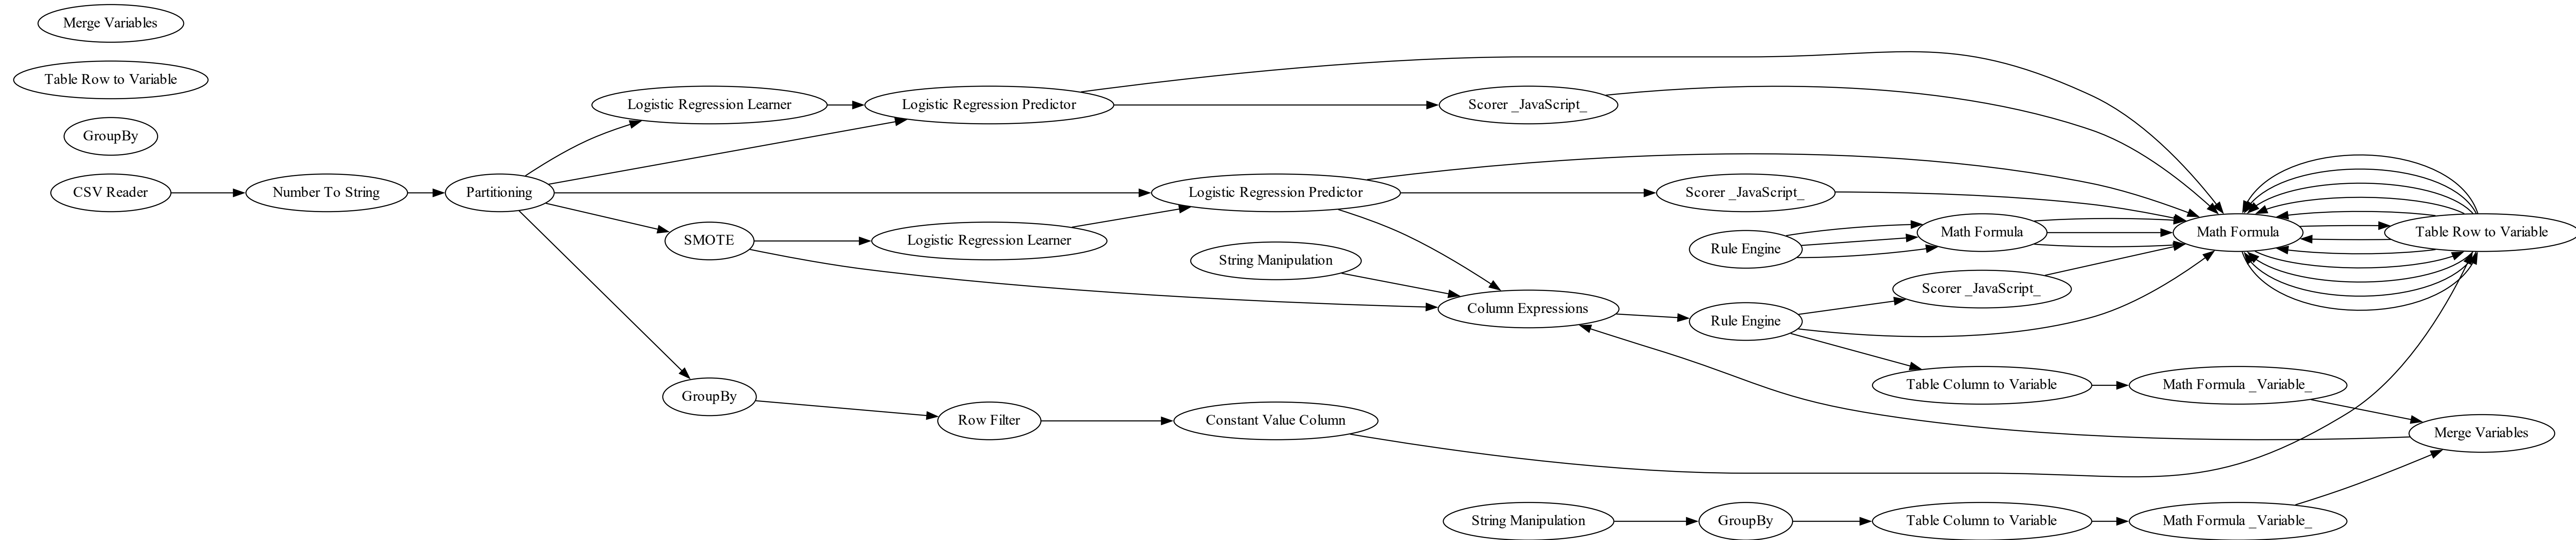 Merge Variables
Table Row to Variable
GroupBy
CSV Reader
Number To String
Partitioning
Logistic Regression Learner
Logistic Regression Predictor
Scorer _JavaScript_
Logistic Regression Predictor
Scorer _JavaScript_
SMOTE
Logistic Regression Learner
String Manipulation
Rule Engine
Math Formula
Math Formula
Table Row to Variable
Scorer _JavaScript_
Column Expressions
Rule Engine
GroupBy
Row Filter
Constant Value Column
Table Column to Variable
Math Formula _Variable_
Merge Variables
String Manipulation
GroupBy
Table Column to Variable
Math Formula _Variable_